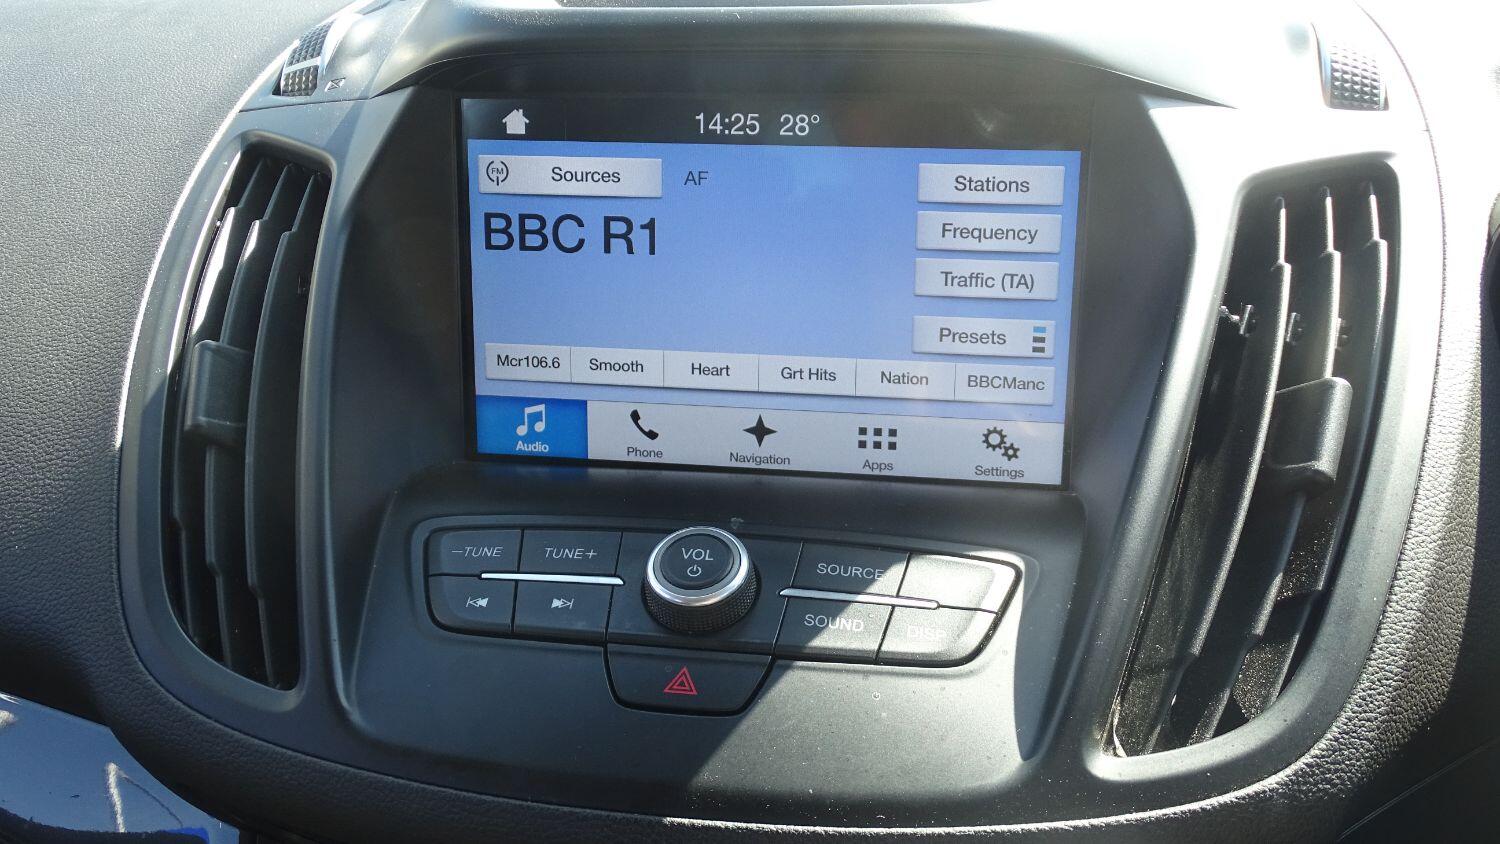 14:25 28°
FM Sources AF
Stations
BBC R1
Frequency
Traffic (TA)
Presets
Mcr106.6 Smooth Heart Grt Hits Nation BBCManc
Audio Phone Navigation Apps Settings
–TUNE TUNE+ VOL SOURCE
SOUND DISP